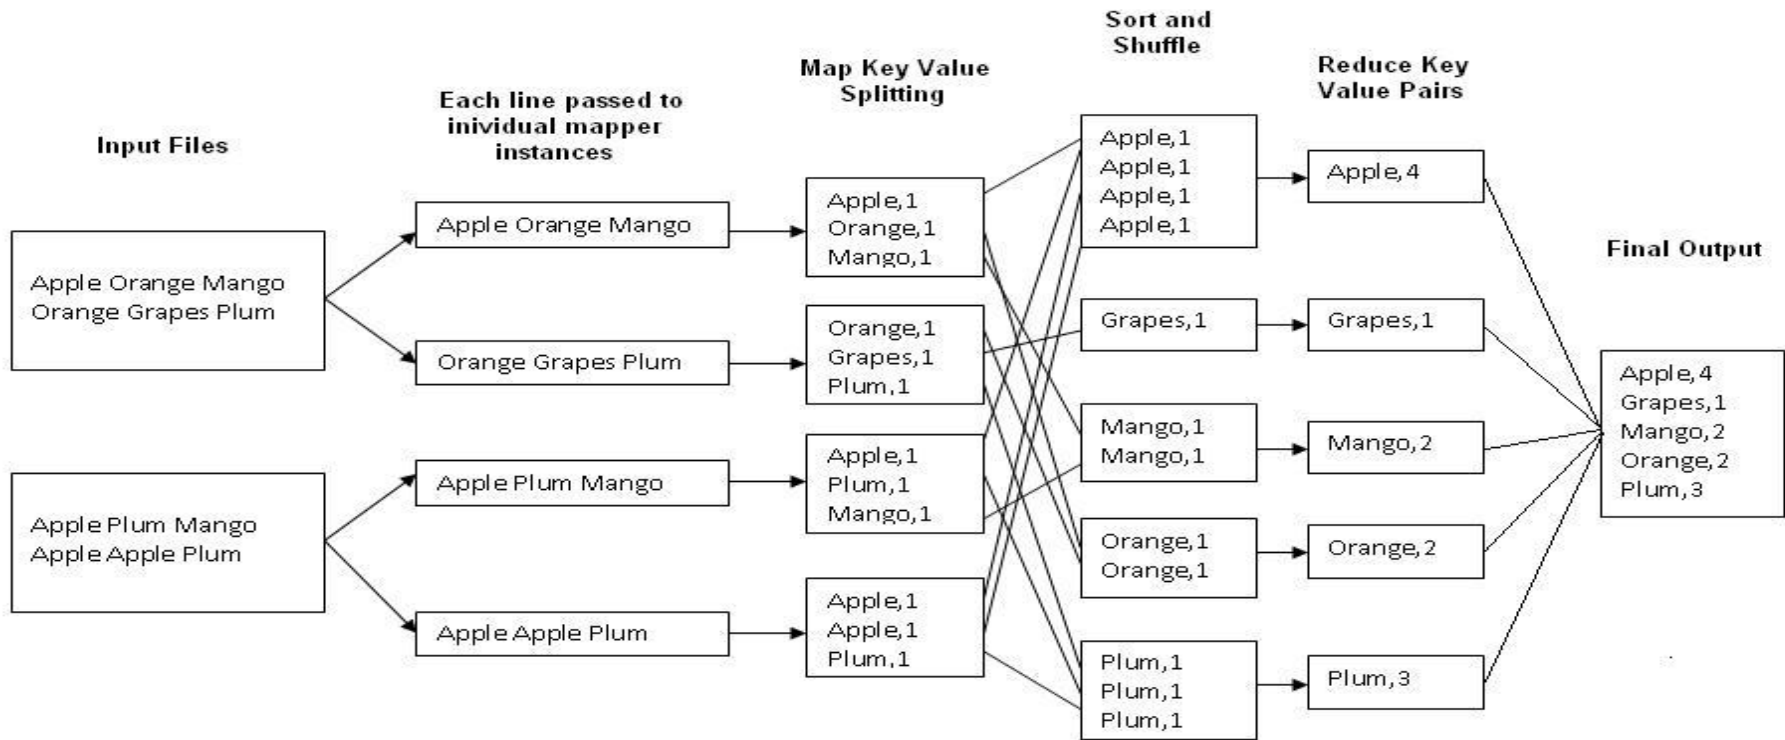 Input Files
Apple Orange Mango
Orange Grapes Plum
Apple Plum Mango
Apple Apple Plum
Each line passed to
inividual mapper
instances
Apple Orange Mango
Orange Grapes Plum
Apple Plum Mango
Apple Apple Plum
Map Key Value
Splitting
Apple,1
Orange,1
Mango,1
Orange,1
Grapes,1
Plum,1
Apple,1
Plum,1
Mango,1
Apple,1
Apple,1
Plum,1
Sort and
Shuffle
Apple,1
Apple,1
Apple,1
Apple,1
Grapes,1
Mango,1
Mango,1
Orange,1
Orange,1
Plum,1
Plum,1
Plum,1
Reduce Key
Value Pairs
Apple,4
Grapes,1
Mango,2
Orange,2
Plum,3
Final Output
Apple,4
Grapes,1
Mango,2
Orange,2
Plum,3